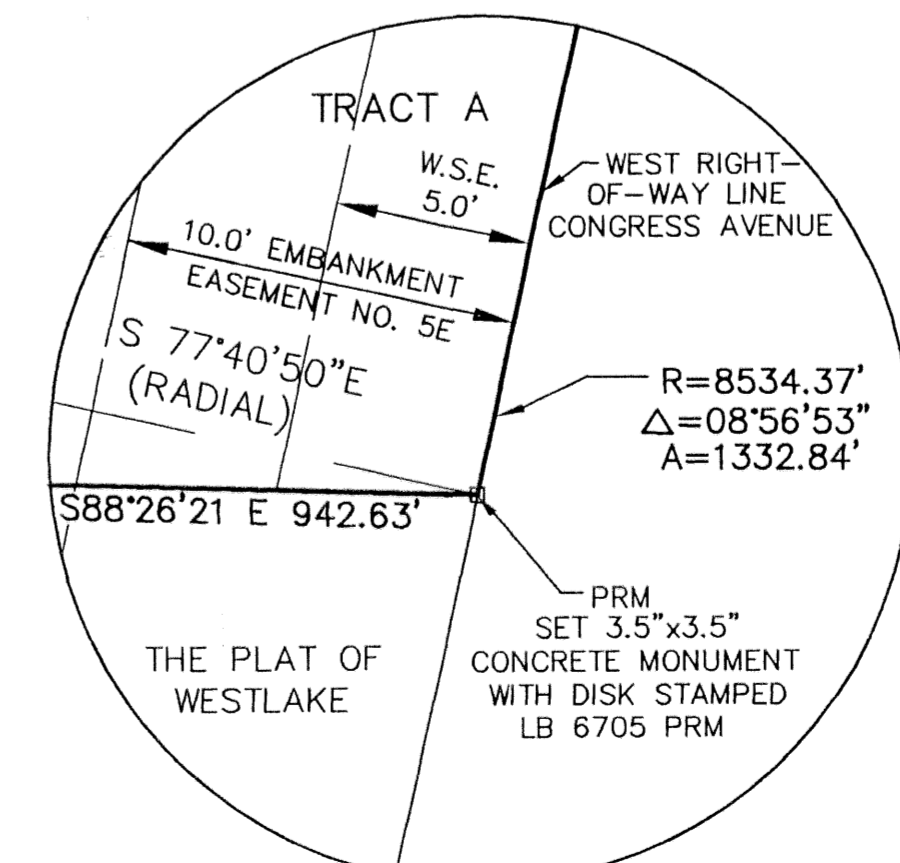 TRACT A
W.S.E.
5.0'
WEST RIGHT-
OF-WAY LINE
CONGRESS AVENUE
10.0' EMBANKMENT
EASEMENT NO. 5E
S 77°40'50"E
(RADIAL)
R=8534.37'
△=08°56'53"
A=1332.84'
S88°26'21 E 942.63'
PRM
SET 3.5"x3.5"
CONCRETE MONUMENT
WITH DISK STAMPED
LB 6705 PRM
THE PLAT OF
WESTLAKE